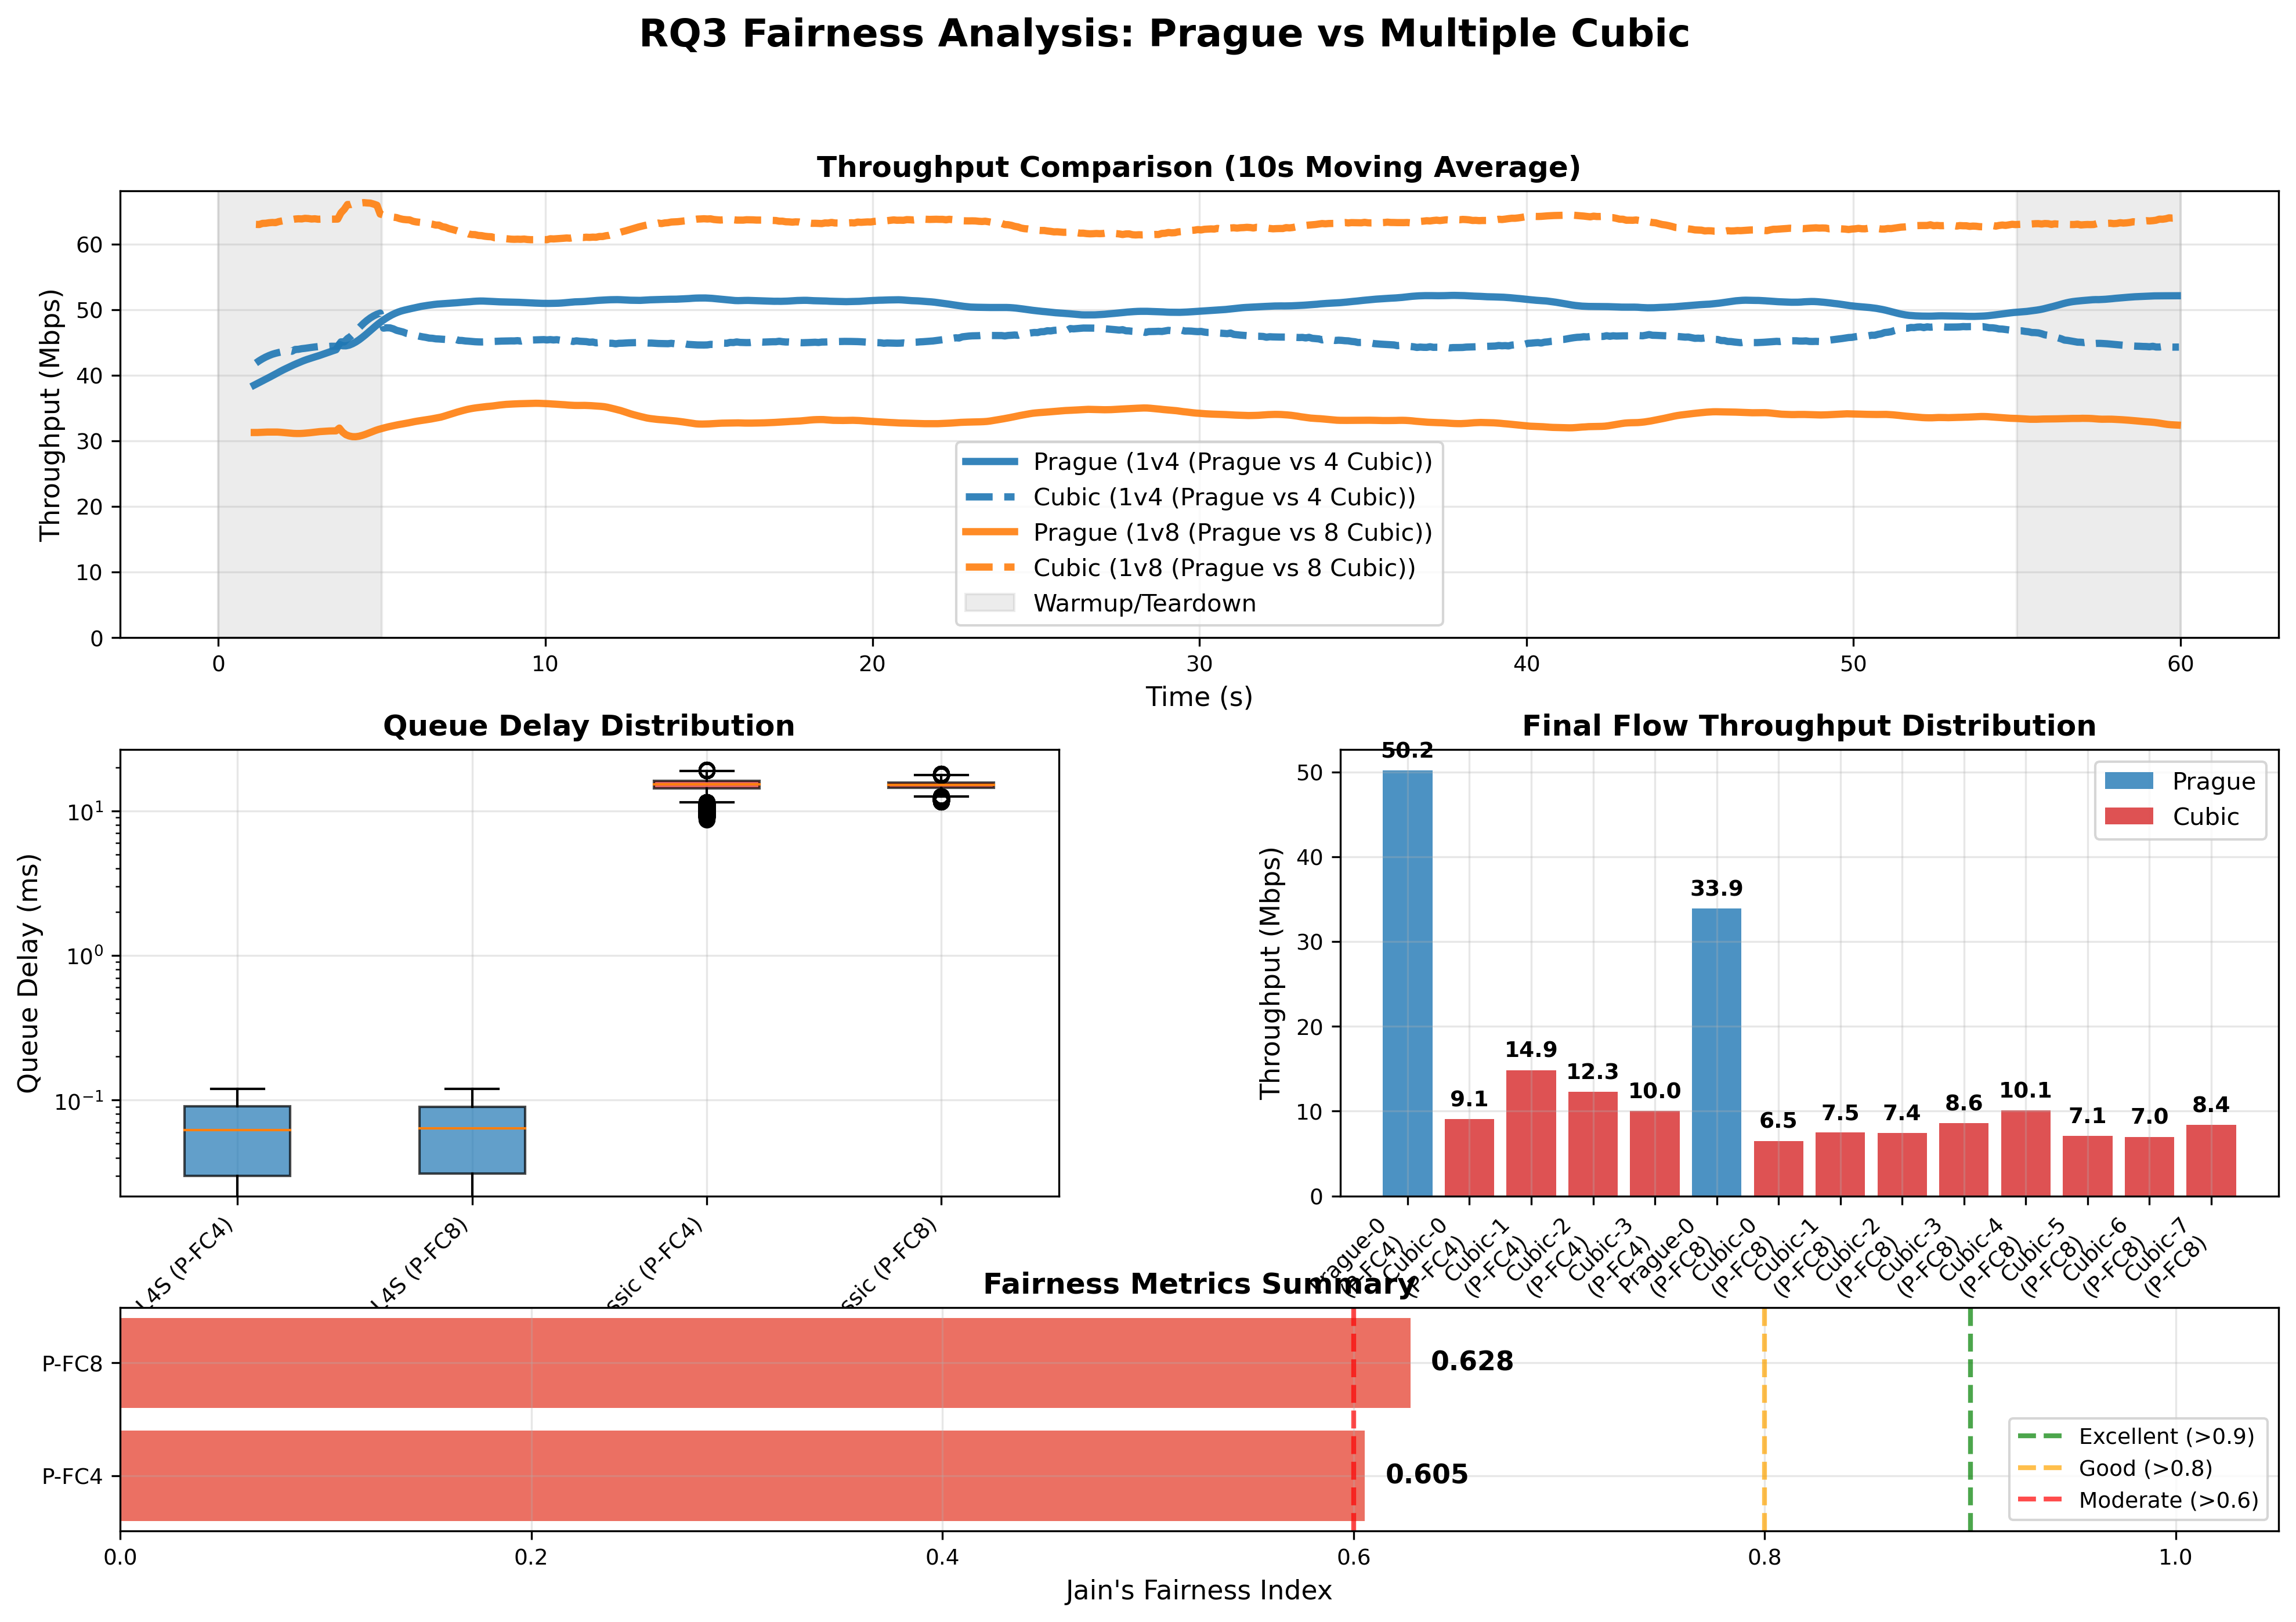 RQ3 Fairness Analysis: Prague vs Multiple Cubic
Throughput Comparison (10s Moving Average)
Throughput (Mbps)
60
50
40
30
20
10
0
Prague (1v4 (Prague vs 4 Cubic))
Cubic (1v4 (Prague vs 4 Cubic))
Prague (1v8 (Prague vs 8 Cubic))
Cubic (1v8 (Prague vs 8 Cubic))
Warmup/Teardown
0
10
20
30
40
50
60
Time (s)
Queue Delay Distribution
Queue Delay (ms)
10¹
10⁰
10⁻¹
L4S (P-FC4)
L4S (P-FC8)
ssic (P-FC4)
ssic (P-FC8)
Final Flow Throughput Distribution
Throughput (Mbps)
50
40
30
20
10
0
Prague
Cubic
50.2
9.1
14.9
12.3
10.0
33.9
6.5
7.5
7.4
8.6
10.1
7.1
7.0
8.4
Prague-0
(P-FC4)
Cubic-0
(P-FC4)
Cubic-1
(P-FC4)
Cubic-2
(P-FC4)
Cubic-3
(P-FC4)
Prague-0
(P-FC8)
Cubic-0
(P-FC8)
Cubic-1
(P-FC8)
Cubic-2
(P-FC8)
Cubic-3
(P-FC8)
Cubic-4
(P-FC8)
Cubic-5
(P-FC8)
Cubic-6
(P-FC8)
Cubic-7
(P-FC8)
Fairness Metrics Summary
P-FC8
0.628
P-FC4
0.605
Excellent (>0.9)
Good (>0.8)
Moderate (>0.6)
0.0
0.2
0.4
0.6
0.8
1.0
Jain's Fairness Index